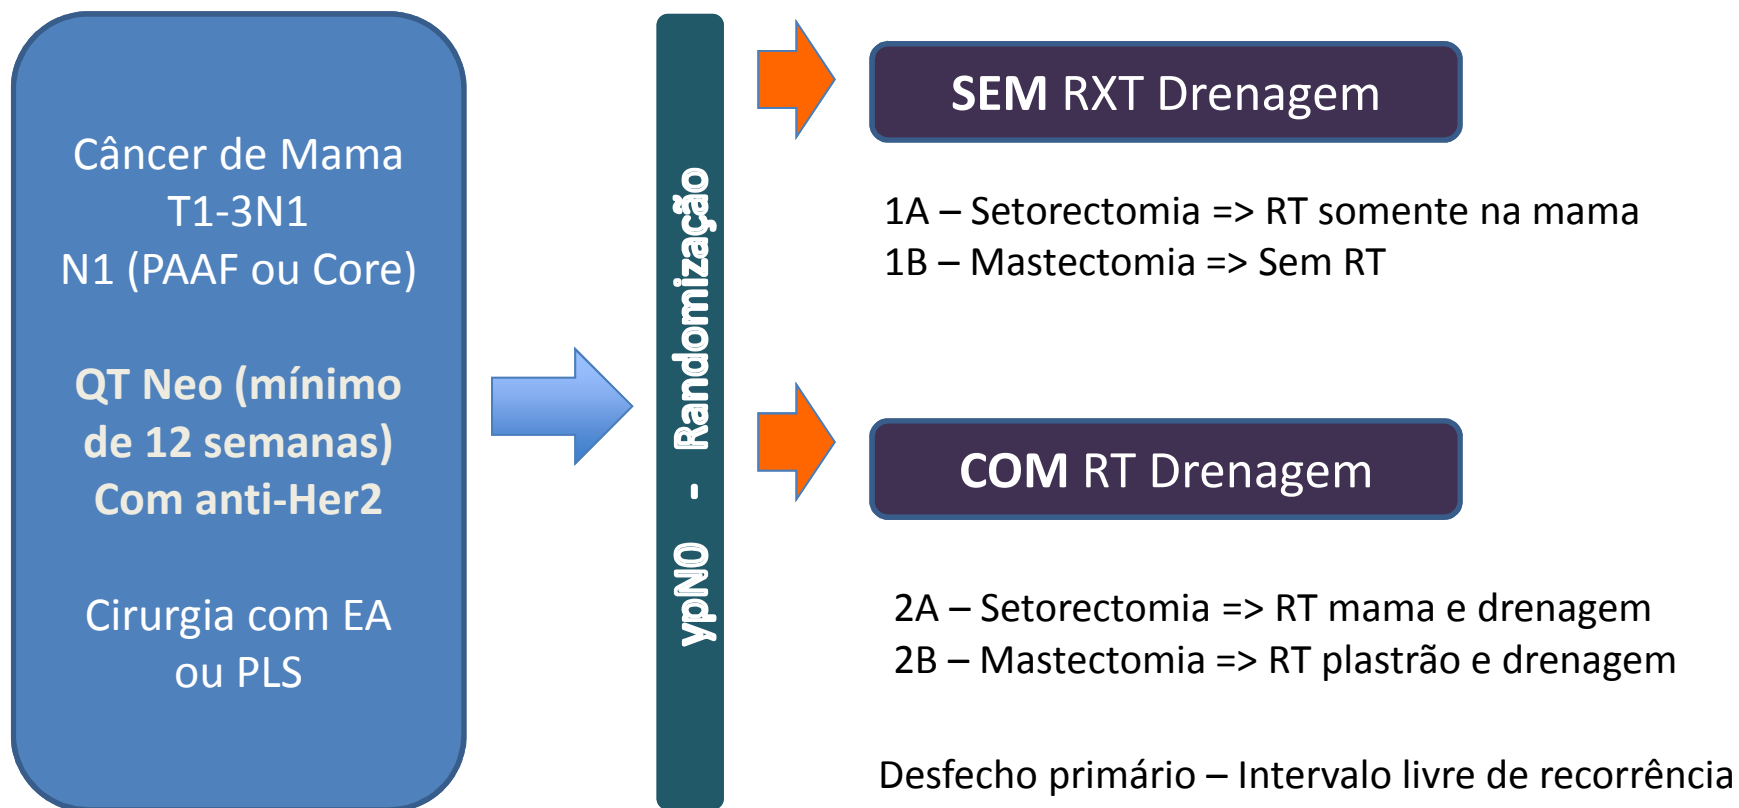 Câncer de Mama
T1-3N1
N1 (PAAF ou Core)
QT Neo (mínimo
de 12 semanas)
Com anti-Her2
Cirurgia com EA
ou PLS
ypN0 - Randomização
SEM RXT Drenagem
1A – Setorectomia => RT somente na mama
1B – Mastectomia => Sem RT
COM RT Drenagem
2A – Setorectomia => RT mama e drenagem
2B – Mastectomia => RT plastrão e drenagem
Desfecho primário – Intervalo livre de recorrência